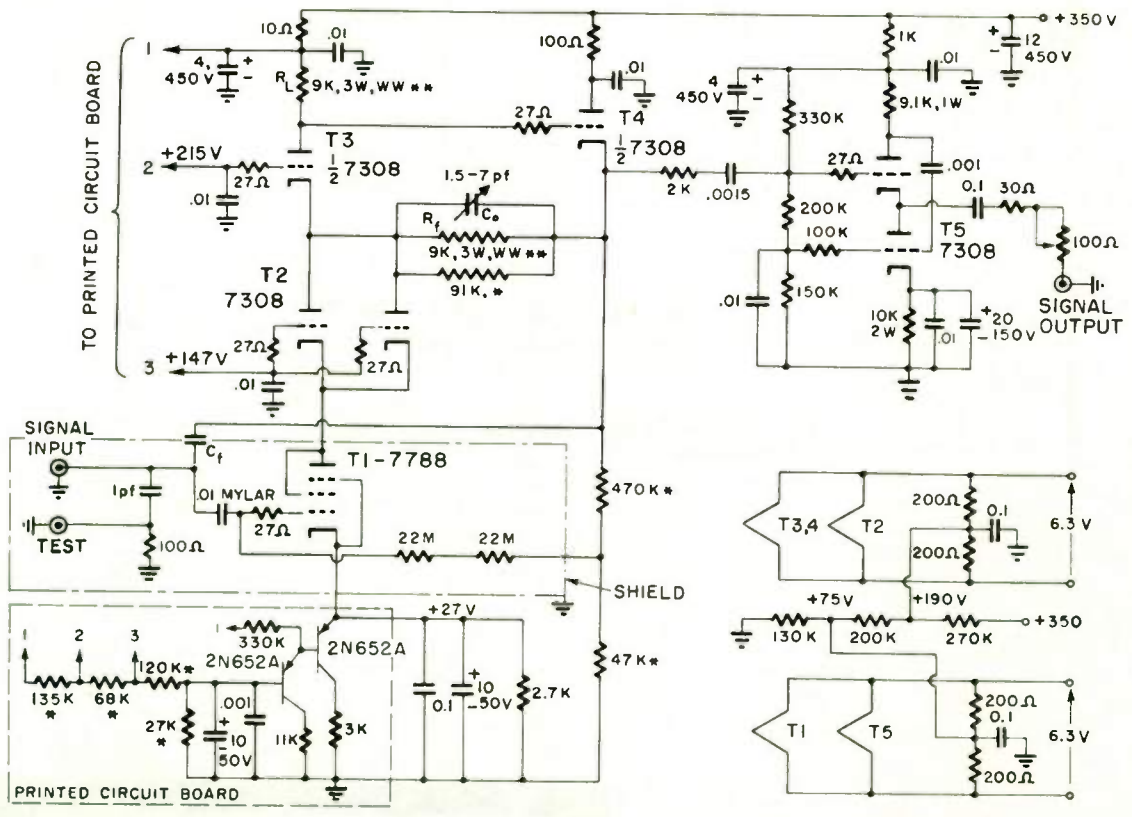 TO PRINTED CIRCUIT BOARD
1
4,
450V
+
-
10Ω
.01
RL
9K,3W,WW**
100Ω
.01
+350 V
1K
+
-
12
450V
4
450V
+
-
.01
9.1K,1W
330K
27Ω
T4
½
7308
T3
½
7308
2
+215V
27Ω
.01
27Ω
.001
1.5-7pf
Co
Rf
9K,3W,WW**
91K,*
2K
.0015
200K
100K
0.1
30Ω
T5
7308
100Ω
SIGNAL
OUTPUT
T2
7308
.01
150K
10K
2W
.01
+20
-150V
27Ω
27Ω
3
+147V
.01
SIGNAL
INPUT
Cf
T1-7788
1pf
.01 MYLAR
27Ω
TEST
100Ω
22M
22M
470K*
SHIELD
T3,4
T2
200Ω
0.1
200Ω
6.3V
+75V
+190V
130K
200K
270K
+350
1
2
3
1
330K
2N652A
2N652A
+27V
120K*
135K
*
68K
*
27K
*
+
-10
50V
.001
11K
3K
0.1
+
10
-50V
2.7K
47K*
T1
T5
200Ω
0.1
200Ω
6.3V
PRINTED CIRCUIT BOARD